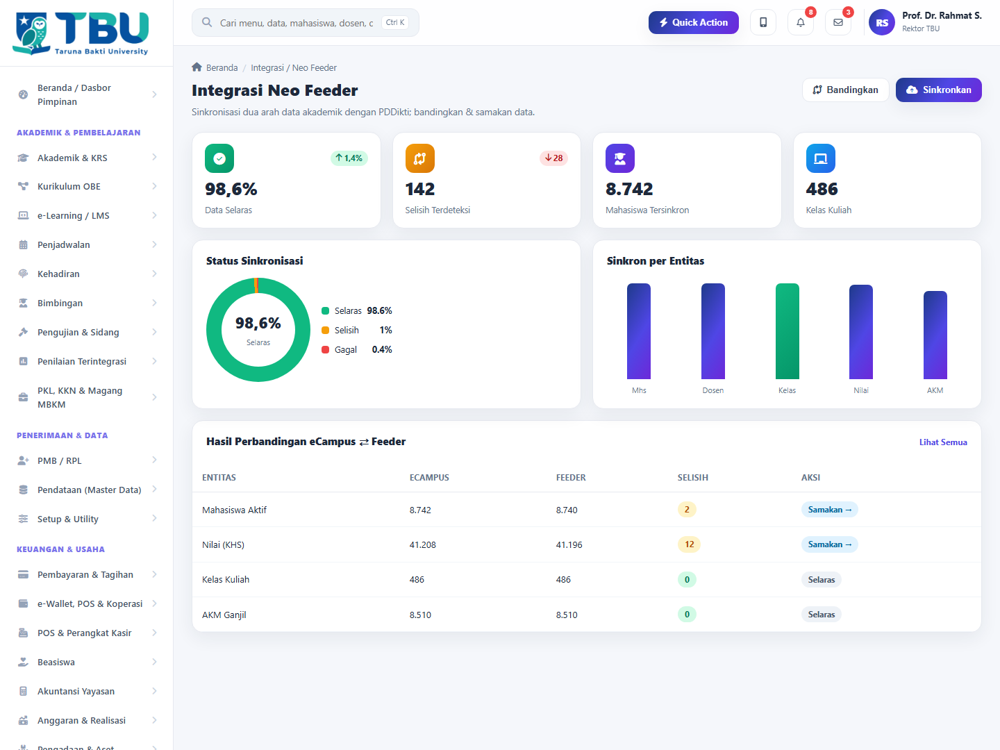 TBU
Taruna Bakti University
Cari menu, data, mahasiswa, dosen, c
Ctrl K
Quick Action
8
3
RS
Prof. Dr. Rahmat S.
Rektor TBU
Beranda / Dasbor
Pimpinan
AKADEMIK & PEMBELAJARAN
Akademik & KRS
Kurikulum OBE
e-Learning / LMS
Penjadwalan
Kehadiran
Bimbingan
Pengujian & Sidang
Penilaian Terintegrasi
PKL, KKN & Magang
MBKM
PENERIMAAN & DATA
PMB / RPL
Pendataan (Master Data)
Setup & Utility
KEUANGAN & USAHA
Pembayaran & Tagihan
e-Wallet, POS & Koperasi
POS & Perangkat Kasir
Beasiswa
Akuntansi Yayasan
Anggaran & Realisasi
Pengadaan & Aset
Beranda / Integrasi / Neo Feeder
Integrasi Neo Feeder
Sinkronisasi dua arah data akademik dengan PDDikti; bandingkan & samakan data.
Bandingkan
Sinkronkan
↑ 1,4%
98,6%
Data Selaras
↓ 28
142
Selisih Terdeteksi
8.742
Mahasiswa Tersinkron
486
Kelas Kuliah
Status Sinkronisasi
98,6%
Selaras
Selaras 98.6%
Selisih 1%
Gagal 0.4%
Sinkron per Entitas
Mhs Dosen Kelas Nilai AKM
Hasil Perbandingan eCampus ⇄ Feeder
Lihat Semua
ENTITAS ECAMPUS FEEDER SELISIH AKSI
Mahasiswa Aktif 8.742 8.740 2 Samakan →
Nilai (KHS) 41.208 41.196 12 Samakan →
Kelas Kuliah 486 486 0 Selaras
AKM Ganjil 8.510 8.510 0 Selaras